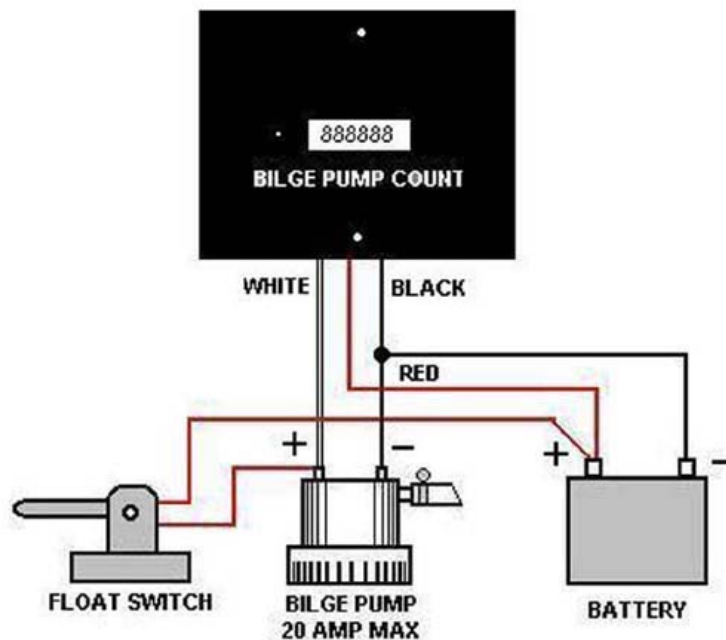 888888
BILGE PUMP COUNT
WHITE
BLACK
RED
+
-
+
-
FLOAT SWITCH
BILGE PUMP
20 AMP MAX
BATTERY